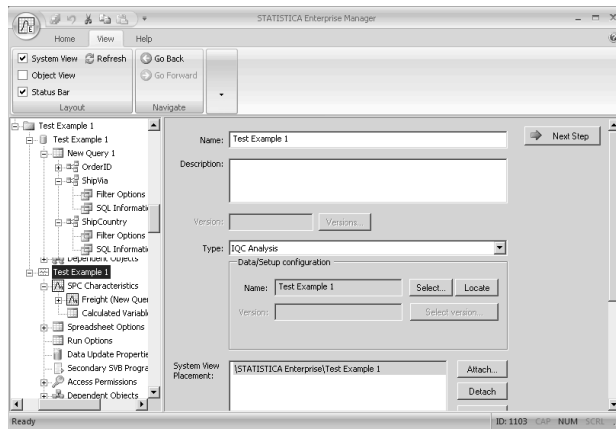 STATISTICA Enterprise Manager
Home View Help
System View Refresh
Object View
Status Bar
Layout
Go Back
Go Forward
Navigate
Test Example 1
Test Example 1
New Query 1
OrderID
ShipVia
Filter Options
SQL Informati
ShipCountry
Filter Options
SQL Informati
Dependent Objects
Test Example 1
SPC Characteristics
Freight (New Quer
Calculated Variabl
Spreadsheet Options
Run Options
Data Update Propertie
Secondary SVB Progra
Access Permissions
Dependent Objects
Name: Test Example 1
Next Step
Description:
Version: Versions...
Type: IQC Analysis
Data/Setup configuration
Name: Test Example 1 Select... Locate
Version: Select version...
System View Placement: \STATISTICA Enterprise\Test Example 1
Attach...
Detach
Ready ID: 1103 CAP NUM SCRL